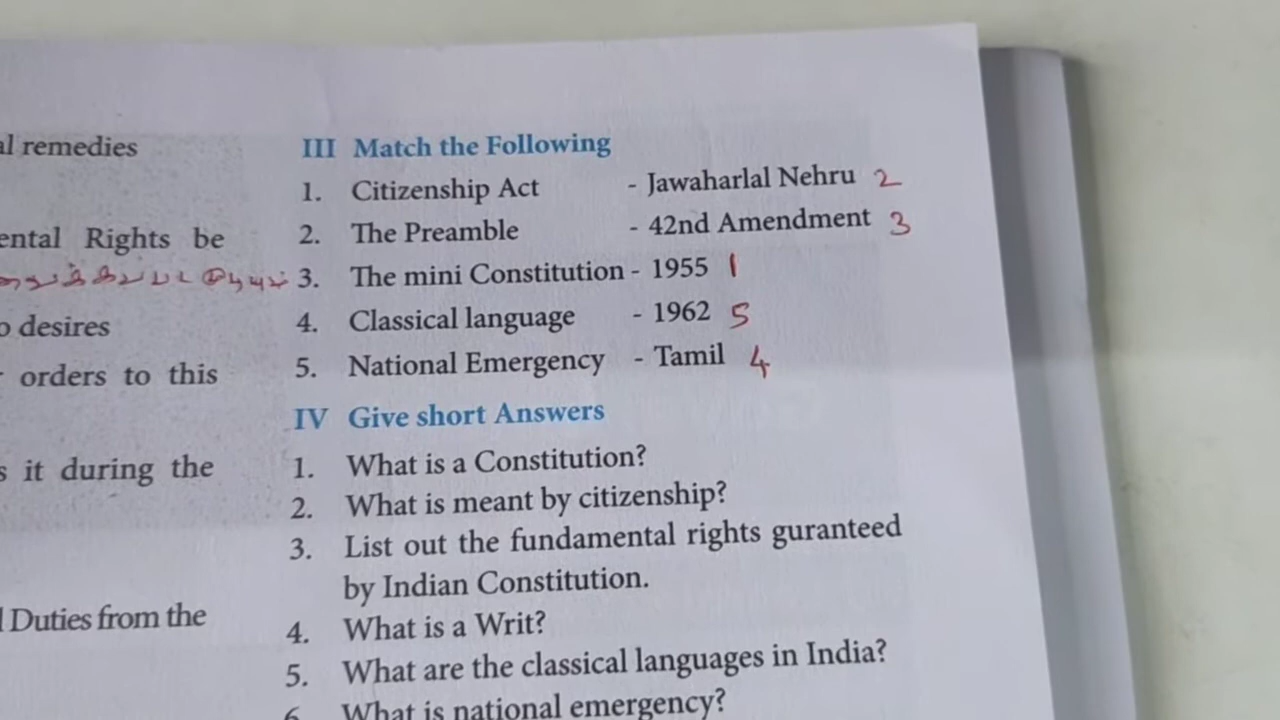 al remedies
ental Rights be
o desires
r orders to this
s it during the
l Duties from the
III Match the Following
1. Citizenship Act - Jawaharlal Nehru 2
2. The Preamble - 42nd Amendment 3
3. The mini Constitution - 1955 1
4. Classical language - 1962 5
5. National Emergency - Tamil 4
IV Give short Answers
1. What is a Constitution?
2. What is meant by citizenship?
3. List out the fundamental rights guranteed
by Indian Constitution.
4. What is a Writ?
5. What are the classical languages in India?
6. What is national emergency?